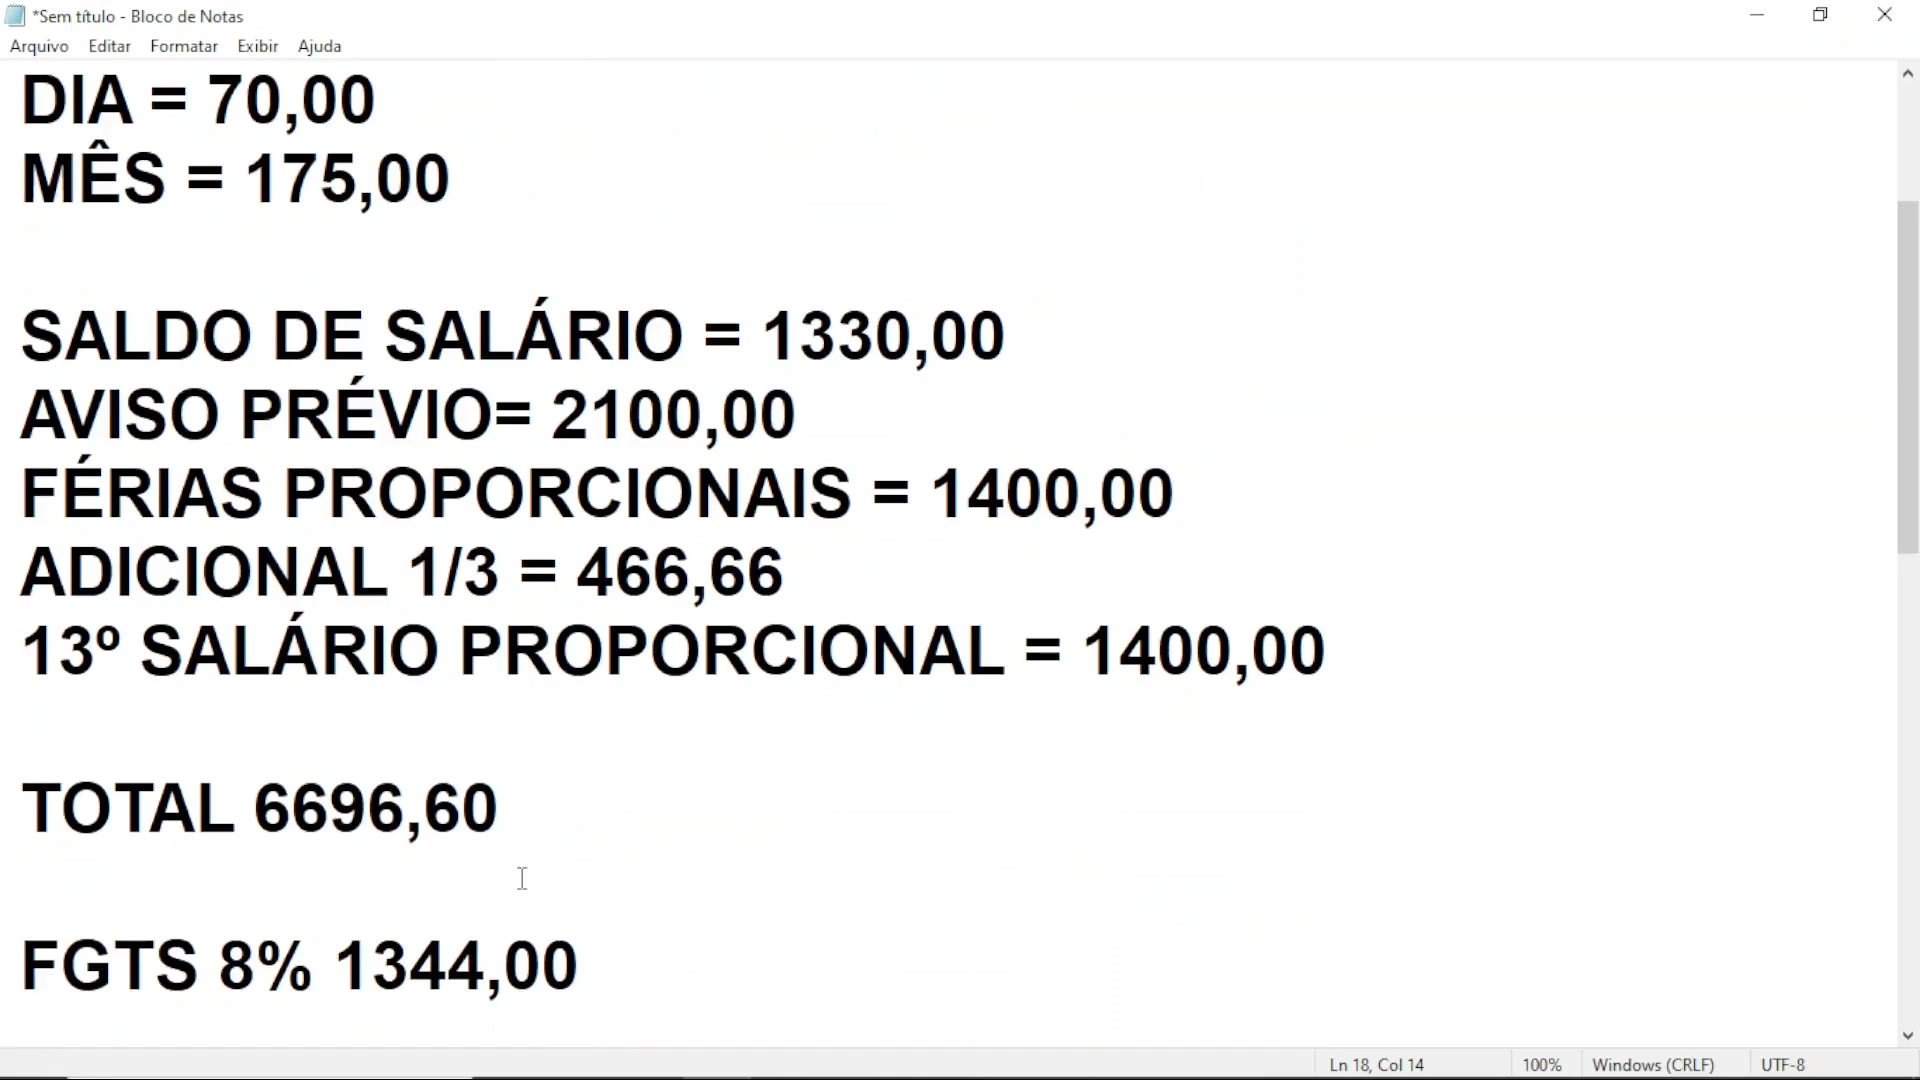 *Sem título - Bloco de Notas
Arquivo Editar Formatar Exibir Ajuda
DIA = 70,00
MÊS = 175,00
SALDO DE SALÁRIO = 1330,00
AVISO PRÉVIO= 2100,00
FÉRIAS PROPORCIONAIS = 1400,00
ADICIONAL 1/3 = 466,66
13º SALÁRIO PROPORCIONAL = 1400,00
TOTAL 6696,60
FGTS 8% 1344,00
Ln 18, Col 14 100% Windows (CRLF) UTF-8